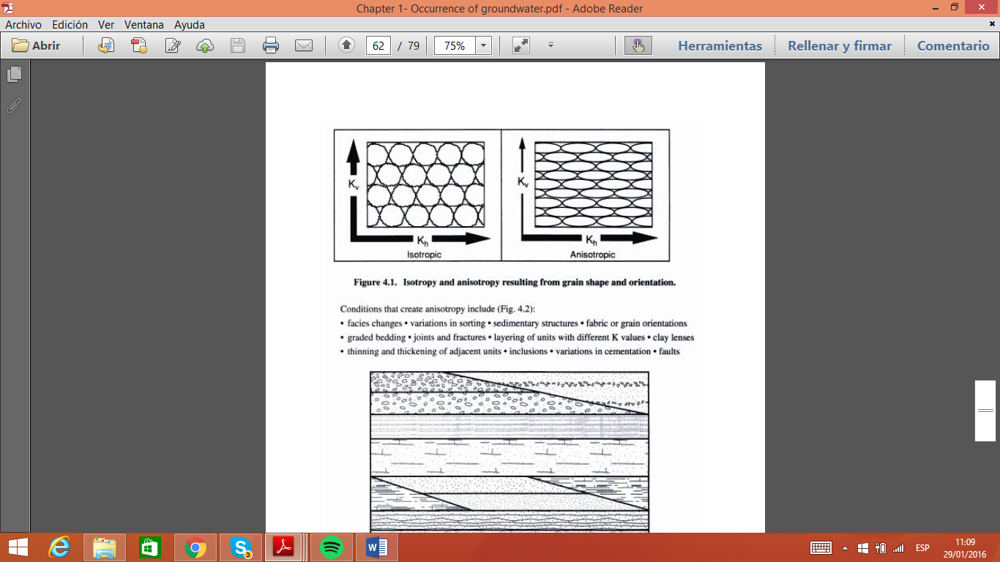 Chapter 1- Occurrence of groundwater.pdf - Adobe Reader
Archivo Edición Ver Ventana Ayuda
Abrir 62 / 79 75% Herramientas Rellenar y firmar Comentario
Kv Kv
Kh Kh
Isotropic Anisotropic
Figure 4.1. Isotropy and anisotropy resulting from grain shape and orientation.
Conditions that create anisotropy include (Fig. 4.2):
• facies changes • variations in sorting • sedimentary structures • fabric or grain orientations
• graded bedding • joints and fractures • layering of units with different K values • clay lenses
• thinning and thickening of adjacent units • inclusions • variations in cementation • faults
3 ESP 11:09
29/01/2016